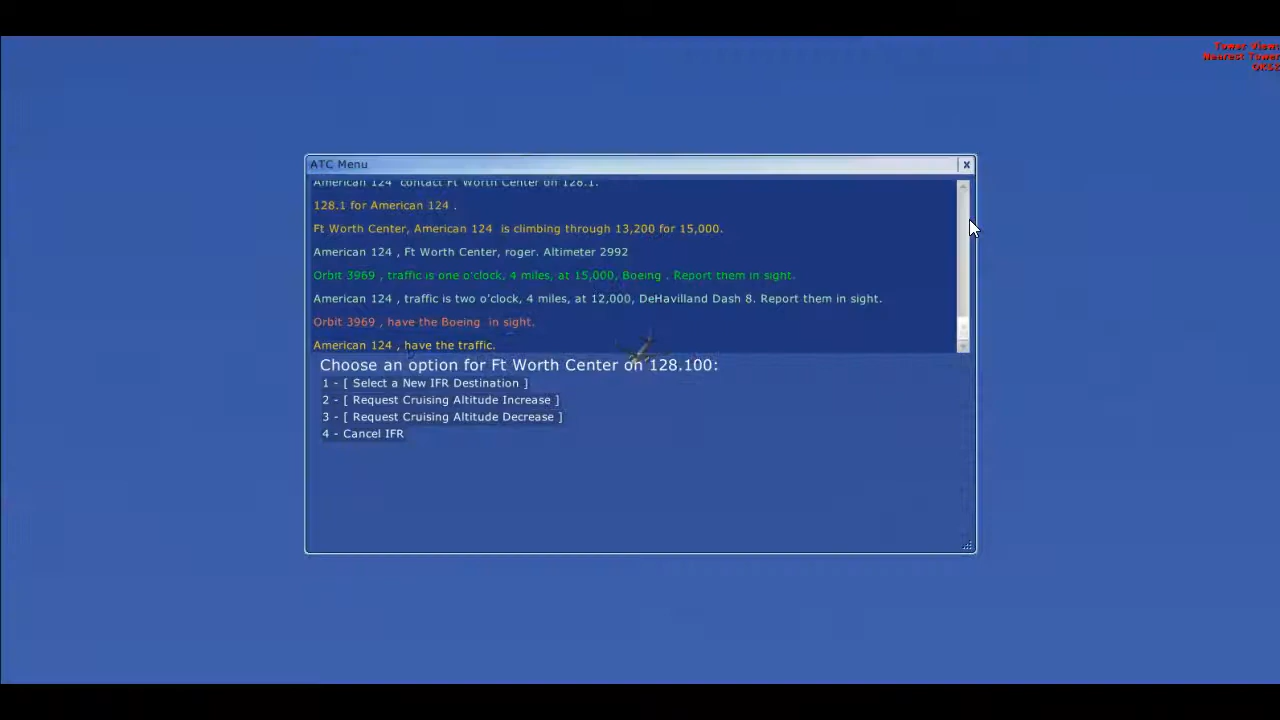 Tower View:
Nearest Tower
ATC Menu
x
American 124 contact Ft Worth Center on 128.1.
128.1 for American 124 .
Ft Worth Center, American 124 is climbing through 13,200 for 15,000.
American 124 , Ft Worth Center, roger. Altimeter 2992
Orbit 3969 , traffic is one o'clock, 4 miles, at 15,000, Boeing . Report them in sight.
American 124 , traffic is two o'clock, 4 miles, at 12,000, DeHavilland Dash 8. Report them in sight.
Orbit 3969 , have the Boeing in sight.
American 124 , have the traffic.
Choose an option for Ft Worth Center on 128.100:
1 - [ Select a New IFR Destination ]
2 - [ Request Cruising Altitude Increase ]
3 - [ Request Cruising Altitude Decrease ]
4 - Cancel IFR